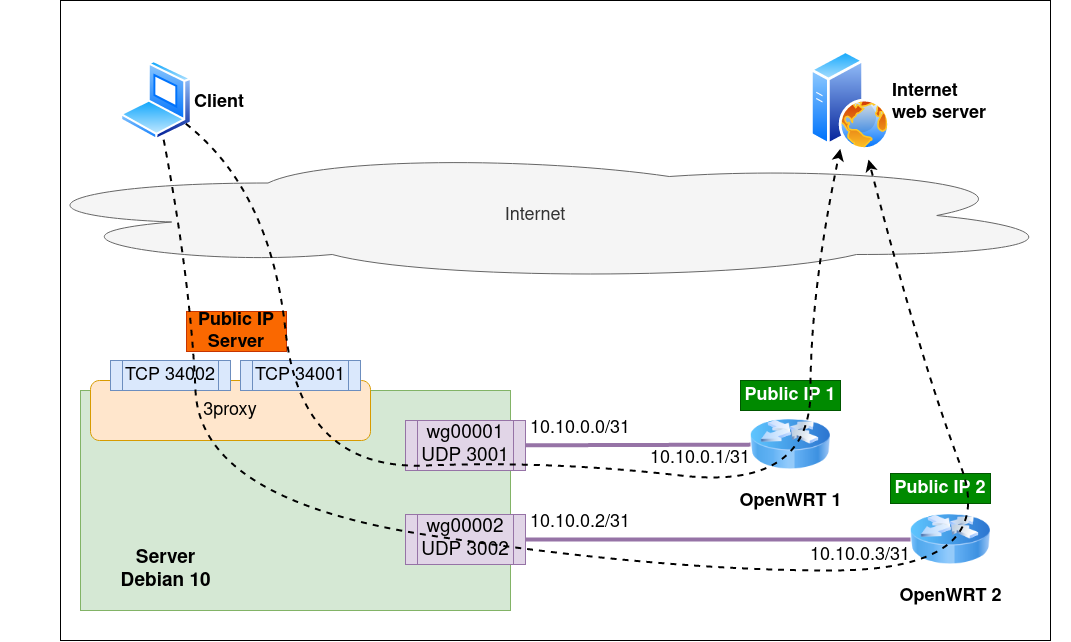 Client
Internet
web server
Internet
Public IP
Server
TCP 34002
TCP 34001
3proxy
wg00001
UDP 3001
10.10.0.0/31
10.10.0.1/31
Public IP 1
OpenWRT 1
wg00002
UDP 3002
10.10.0.2/31
10.10.0.3/31
Public IP 2
OpenWRT 2
Server
Debian 10